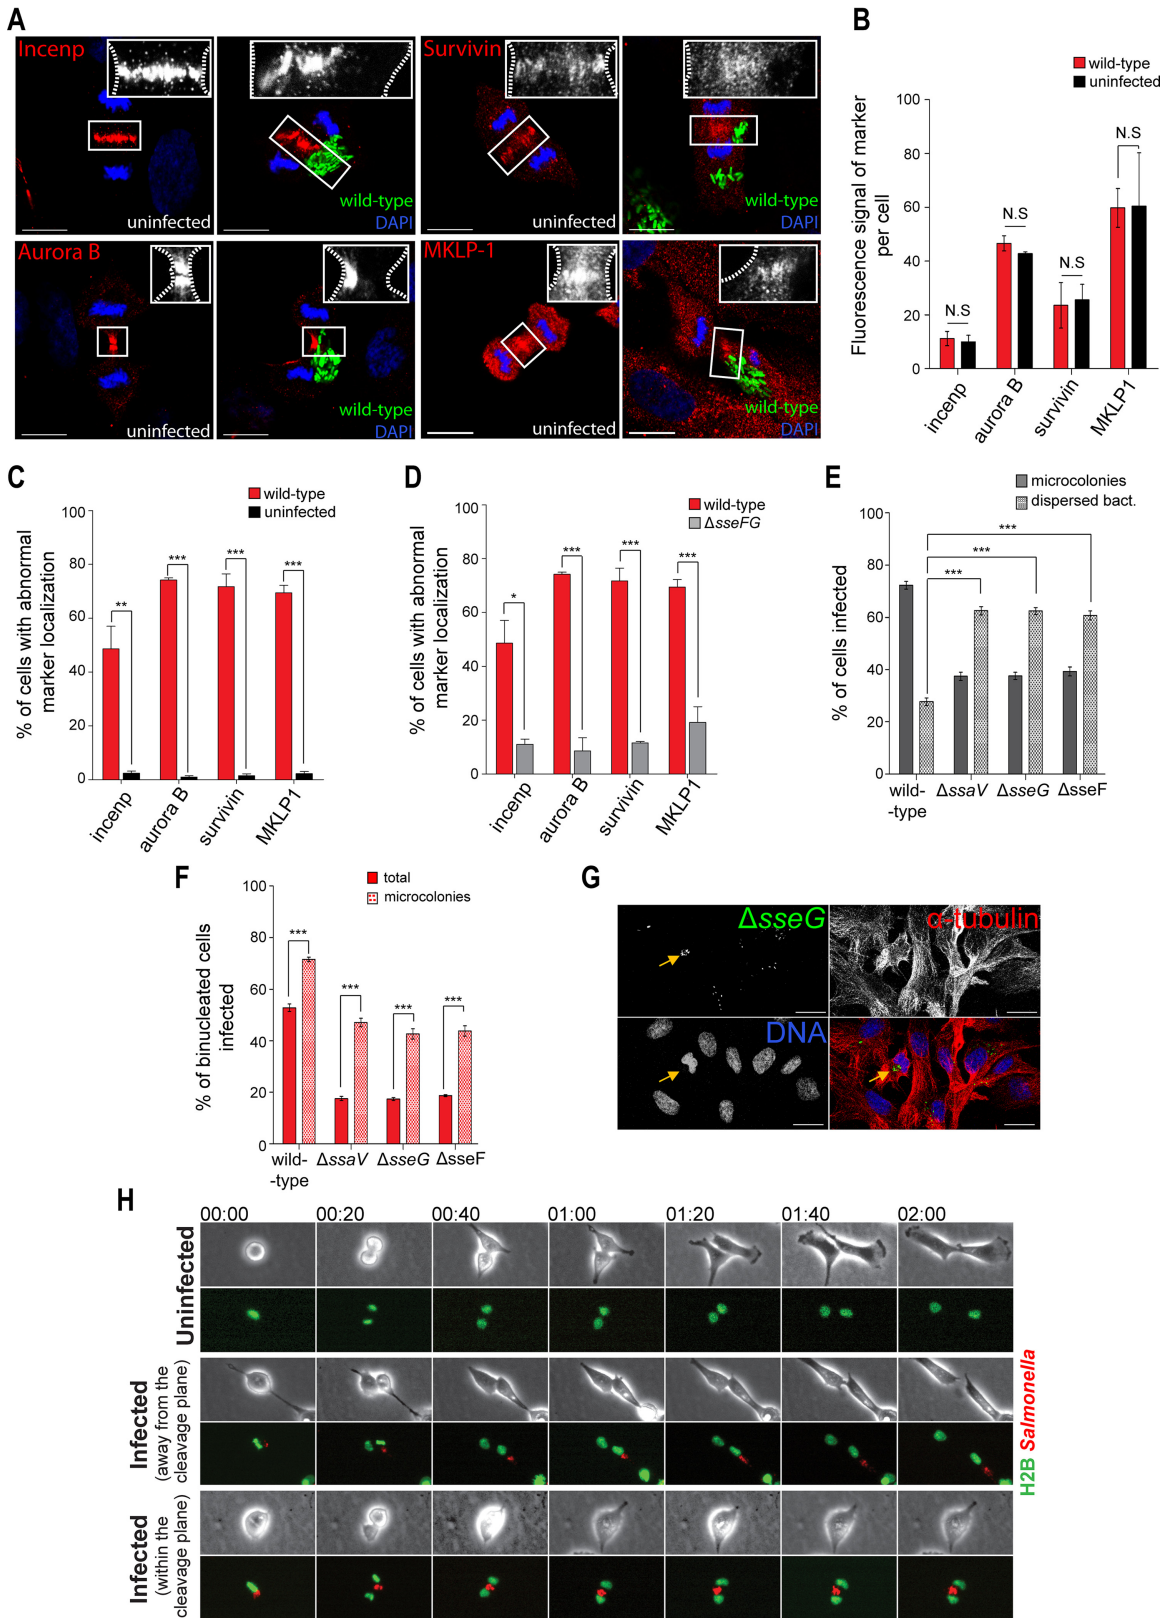 A
Incenp
uninfected
wild-type
DAPI
Survivin
uninfected
wild-type
DAPI
Aurora B
uninfected
wild-type
DAPI
MKLP-1
uninfected
wild-type
DAPI
B
wild-type
uninfected
Fluorescence signal of marker
per cell
100
80
60
40
20
0
N.S
N.S
N.S
N.S
incenp
aurora B
survivin
MKLP1
C
wild-type
uninfected
% of cells with abnormal
marker localization
100
80
60
40
20
0
**
***
***
***
incenp
aurora B
survivin
MKLP1
D
wild-type
ΔsseFG
% of cells with abnormal
marker localization
100
80
60
40
20
0
*
***
***
***
incenp
aurora B
survivin
MKLP1
E
microcolonies
dispersed bact.
% of cells infected
100
80
60
40
20
0
***
***
***
wild-
-type
ΔssaV
ΔsseG
ΔsseF
F
total
microcolonies
% of binucleated cells
infected
100
80
60
40
20
0
***
***
***
***
wild-
-type
ΔssaV
ΔsseG
ΔsseF
G
ΔsseG
α-tubulin
DNA
H
00:00 00:20 00:40 01:00 01:20 01:40 02:00
Uninfected
Infected
(away from the
cleavage plane)
Infected
(within the
cleavage plane)
H2B Salmonella